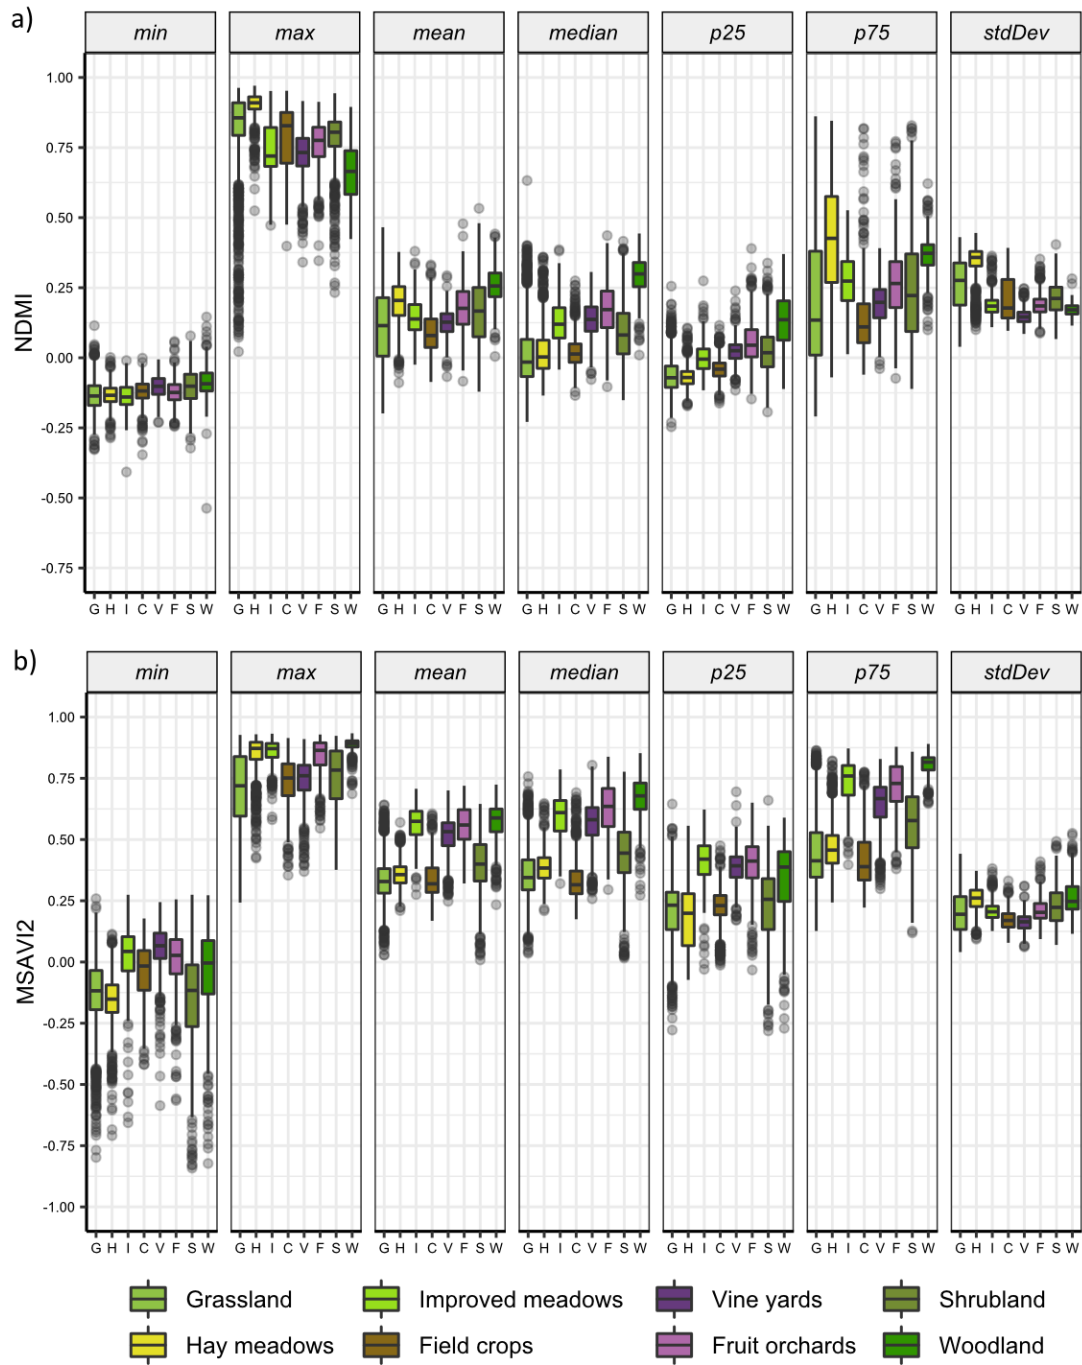 a)
min max mean median p25 p75 stdDev
1.00
0.75
0.50
0.25
0.00
-0.25
-0.50
-0.75
NDMI
G H I C V F S W G H I C V F S W G H I C V F S W G H I C V F S W G H I C V F S W G H I C V F S W G H I C V F S W
b)
min max mean median p25 p75 stdDev
1.00
0.75
0.50
0.25
0.00
-0.25
-0.50
-0.75
-1.00
MSAVI2
G H I C V F S W G H I C V F S W G H I C V F S W G H I C V F S W G H I C V F S W G H I C V F S W G H I C V F S W
Grassland Improved meadows Vine yards Shrubland
Hay meadows Field crops Fruit orchards Woodland